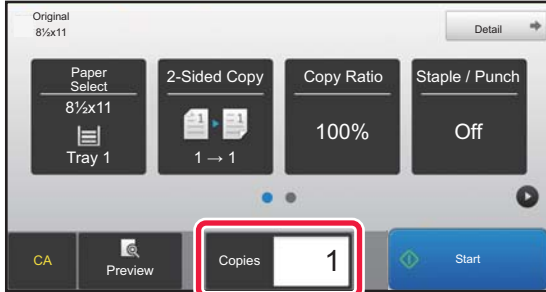 Original
8½x11
Detail
Paper
Select
8½x11
Tray 1
2-Sided Copy
1 → 1
Copy Ratio
100%
Staple / Punch
Off
CA
Preview
Copies
1
Start